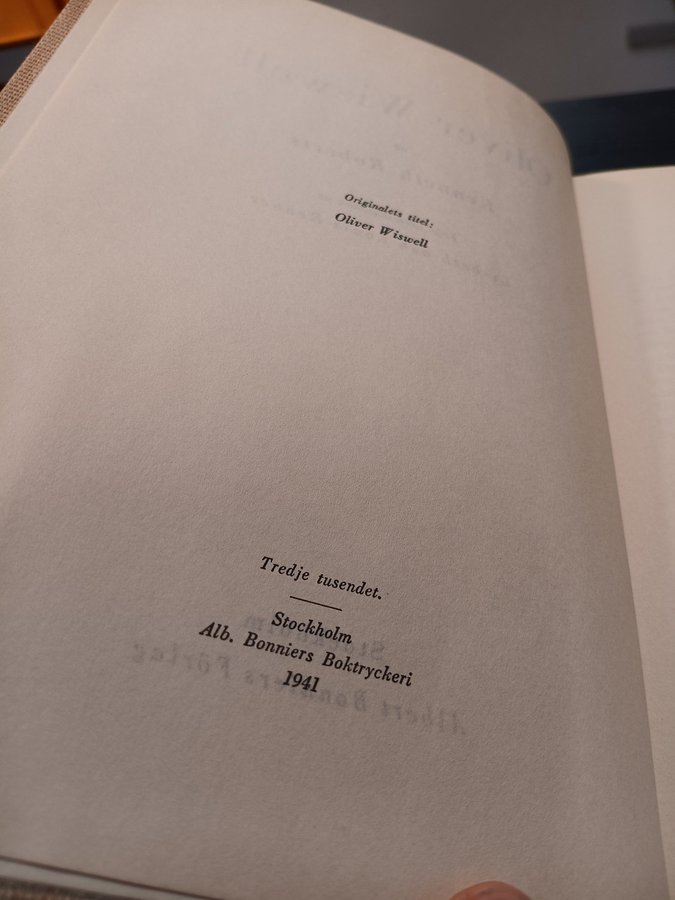 Originalets titel:
Oliver Wiswell
Tredje tusendet.
Stockholm
Alb. Bonniers Boktryckeri
1941